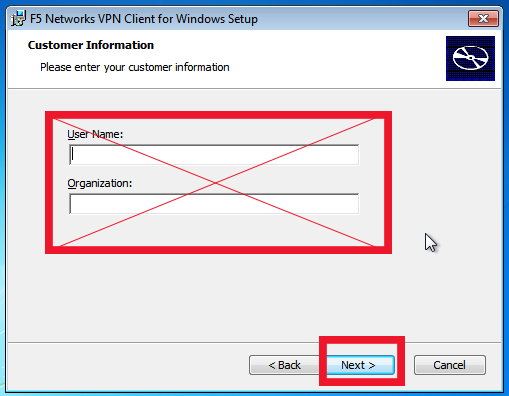 F5 Networks VPN Client for Windows Setup
Customer Information
Please enter your customer information
User Name:
Organization:
< Back Next > Cancel